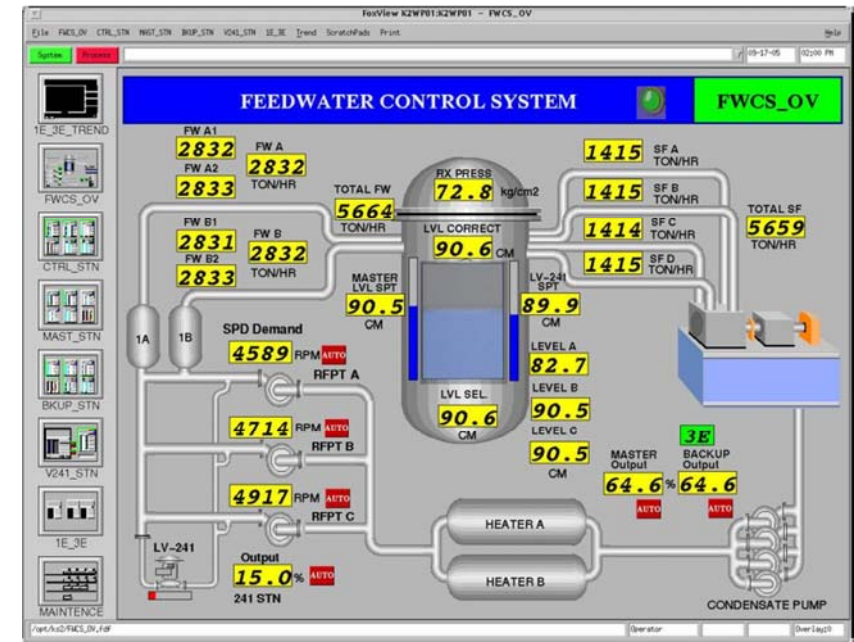 FoxView K2WP01:K2WP01 - FWCS_OV
File FWCS_OV CTRL_STN MAST_STN BKUP_STN V241_STN 1E_3E Trend ScratchPads Print Help
System Process 09-17-05 02:00 PM
FEEDWATER CONTROL SYSTEM FWCS_OV
1E_3E_TREND
FWCS_OV
CTRL_STN
MAST_STN
BKUP_STN
V241_STN
1E_3E
MAINTENCE
FW A1
2832
FW A2
2833
FW A
2832
TON/HR
FW B1
2831
FW B2
2833
FW B
2832
TON/HR
TOTAL FW
5664
TON/HR
RX PRESS
72.8 kg/cm2
LVL CORRECT
90.6 CM
1415 SF A
TON/HR
1415 SF B
TON/HR
1414 SF C
TON/HR
1415 SF D
TON/HR
TOTAL SF
5659
TON/HR
MASTER
LVL SPT
90.5
CM
LV-241
SPT
89.9
CM
LEVEL A
82.7
LEVEL B
90.5
LEVEL C
90.5
CM
LVL SEL
90.6
CM
1A
1B
SPD Demand
4589 RPM AUTO
RFPT A
4714 RPM AUTO
RFPT B
4917 RPM AUTO
RFPT C
LV-241
Output
15.0% AUTO
241 STN
HEATER A
HEATER B
3E
MASTER
Output
64.6%
AUTO
BACKUP
Output
64.6
AUTO
CONDENSATE PUMP
/opt/ks2/FWCS_OV.fdf Operator Overlay:0